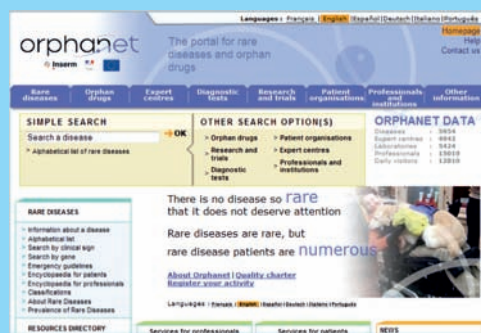 Languages : Français | English |Español|Deutsch|Italiano|Português
Homepage
Help
Contact us
orphanet
Inserm
The portal for rare
diseases and orphan
drugs
Rare
diseases
Orphan
drugs
Expert
centres
Diagnostic
tests
Research
and trials
Patient
organisations
Professionals
and
institutions
Other
information
SIMPLE SEARCH
Search a disease
OK
> Alphabetical list of rare diseases
OTHER SEARCH OPTION(S)
> Orphan drugs
> Research and
trials
> Diagnostic
tests
> Patient organisations
> Expert centres
> Professionals and
institutions
ORPHANET DATA
Diseases : 5954
Expert centres : 4042
Laboratories : 5424
Professionals : 15019
Daily visitors : 12010
There is no disease so rare
that it does not deserve attention
Rare diseases are rare, but
rare disease patients are numerous
About Orphanet | Quality charter
Register your activity
Languages : Français | English |Español|Deutsch|Italiano|Português
RARE DISEASES
Information about a disease
Alphabetical list
Search by clinical sign
Search by gene
Emergency guidelines
Encyclopaedia for patients
Encyclopaedia for professionals
Classifications
About Rare Diseases
Prevalence of Rare Diseases
RESOURCES DIRECTORY
Services for professionals
Services for patients
NEWS